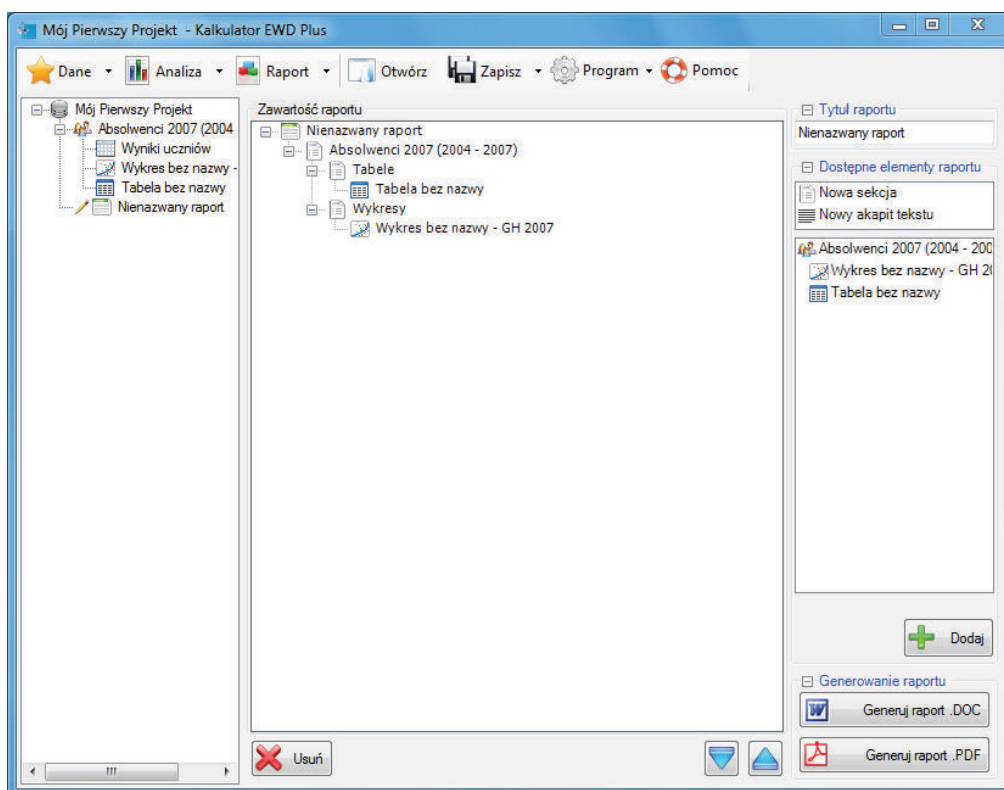 Mój Pierwszy Projekt - Kalkulator EWD Plus
Dane Analiza Raport Otwórz Zapisz Program Pomoc
Mój Pierwszy Projekt
Absolwenci 2007 (2004
Wyniki uczniów
Wykres bez nazwy -
Tabela bez nazwy
Nienazwany raport
Zawartość raportu
Nienazwany raport
Absolwenci 2007 (2004 - 2007)
Tabele
Tabela bez nazwy
Wykresy
Wykres bez nazwy - GH 2007
Usuń
Tytuł raportu
Nienazwany raport
Dostępne elementy raportu
Nowa sekcja
Nowy akapit tekstu
Absolwenci 2007 (2004 - 200
Wykres bez nazwy - GH 2
Tabela bez nazwy
Dodaj
Generowanie raportu
Generuj raport .DOC
Generuj raport .PDF